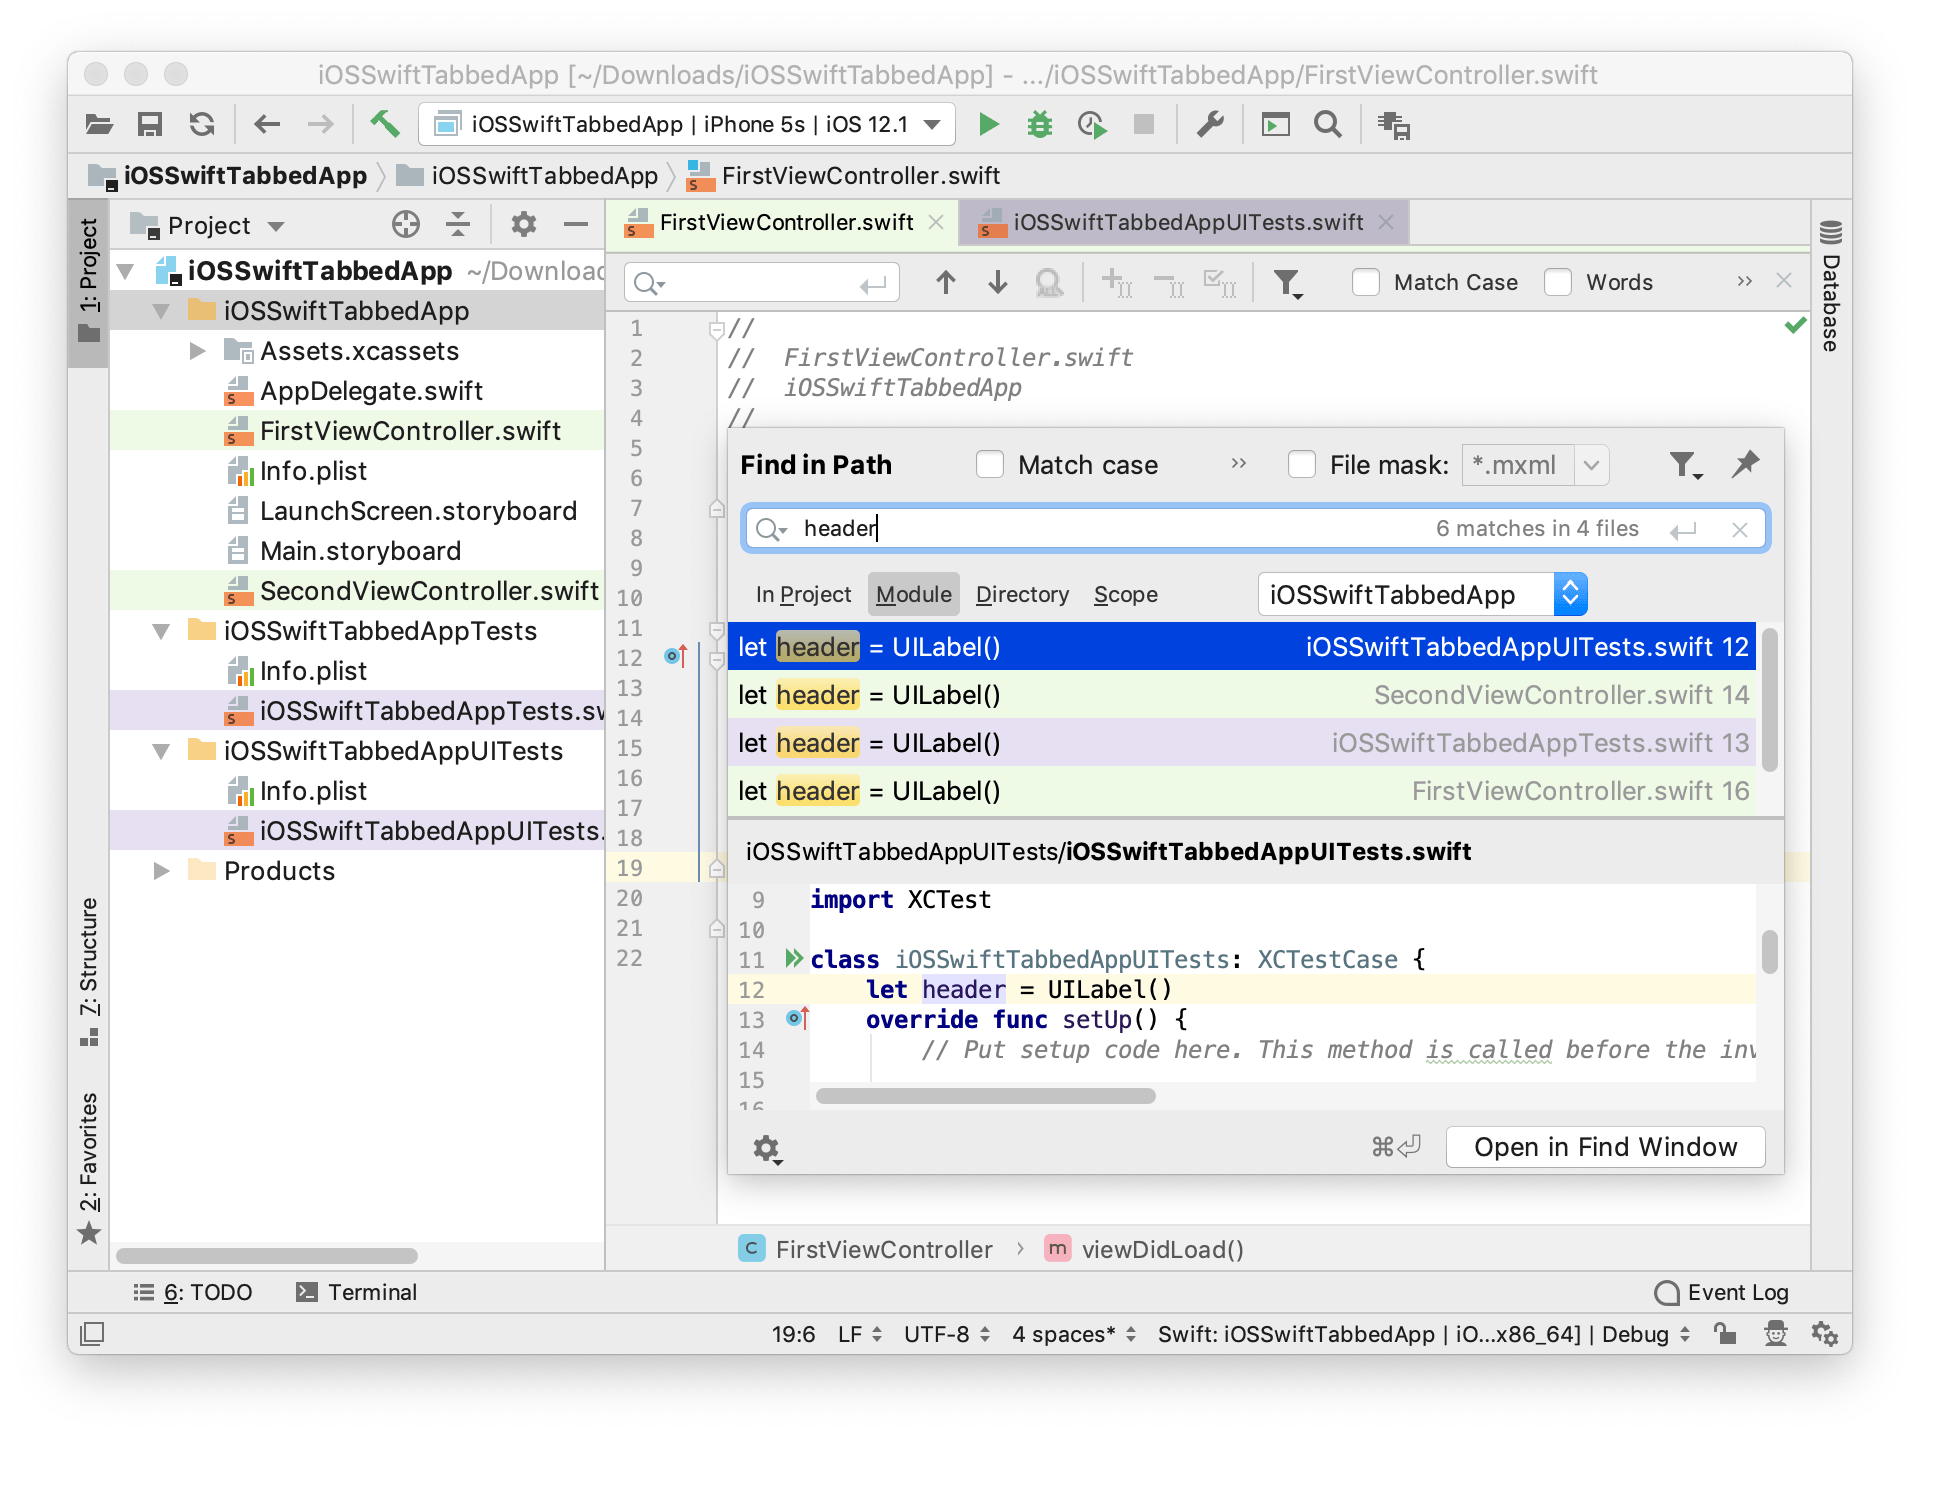 iOSSwiftTabbedApp [~/Downloads/iOSSwiftTabbedApp] - .../iOSSwiftTabbedApp/FirstViewController.swift
iOSSwiftTabbedApp | iPhone 5s | iOS 12.1
iOSSwiftTabbedApp
iOSSwiftTabbedApp
FirstViewController.swift
1: Project
7: Structure
2: Favorites
Project
iOSSwiftTabbedApp ~/Download
iOSSwiftTabbedApp
Assets.xcassets
AppDelegate.swift
FirstViewController.swift
Info.plist
LaunchScreen.storyboard
Main.storyboard
SecondViewController.swift
iOSSwiftTabbedAppTests
Info.plist
iOSSwiftTabbedAppTests.sw
iOSSwiftTabbedAppUITests
Info.plist
iOSSwiftTabbedAppUITests.
Products
FirstViewController.swift
iOSSwiftTabbedAppUITests.swift
Match Case
Words
Database
1 //
2 // FirstViewController.swift
3 // iOSSwiftTabbedApp
4 //
5
6
7
8
9
10
11
12
13
14
15
16
17
18
19
20
21
22
Find in Path
Match case
File mask:
*.mxml
header
6 matches in 4 files
In Project Module Directory Scope
iOSSwiftTabbedApp
let header = UILabel() iOSSwiftTabbedAppUITests.swift 12
let header = UILabel() SecondViewController.swift 14
let header = UILabel() iOSSwiftTabbedAppTests.swift 13
let header = UILabel() FirstViewController.swift 16
iOSSwiftTabbedAppUITests/iOSSwiftTabbedAppUITests.swift
9 import XCTest
10
11 class iOSSwiftTabbedAppUITests: XCTestCase {
12 let header = UILabel()
13 override func setUp() {
14 // Put setup code here. This method is called before the inv
15
16
⌘⏎
Open in Find Window
C FirstViewController › m viewDidLoad()
6: TODO
Terminal
Event Log
19:6 LF UTF-8 4 spaces* Swift: iOSSwiftTabbedApp | iO...x86_64] | Debug